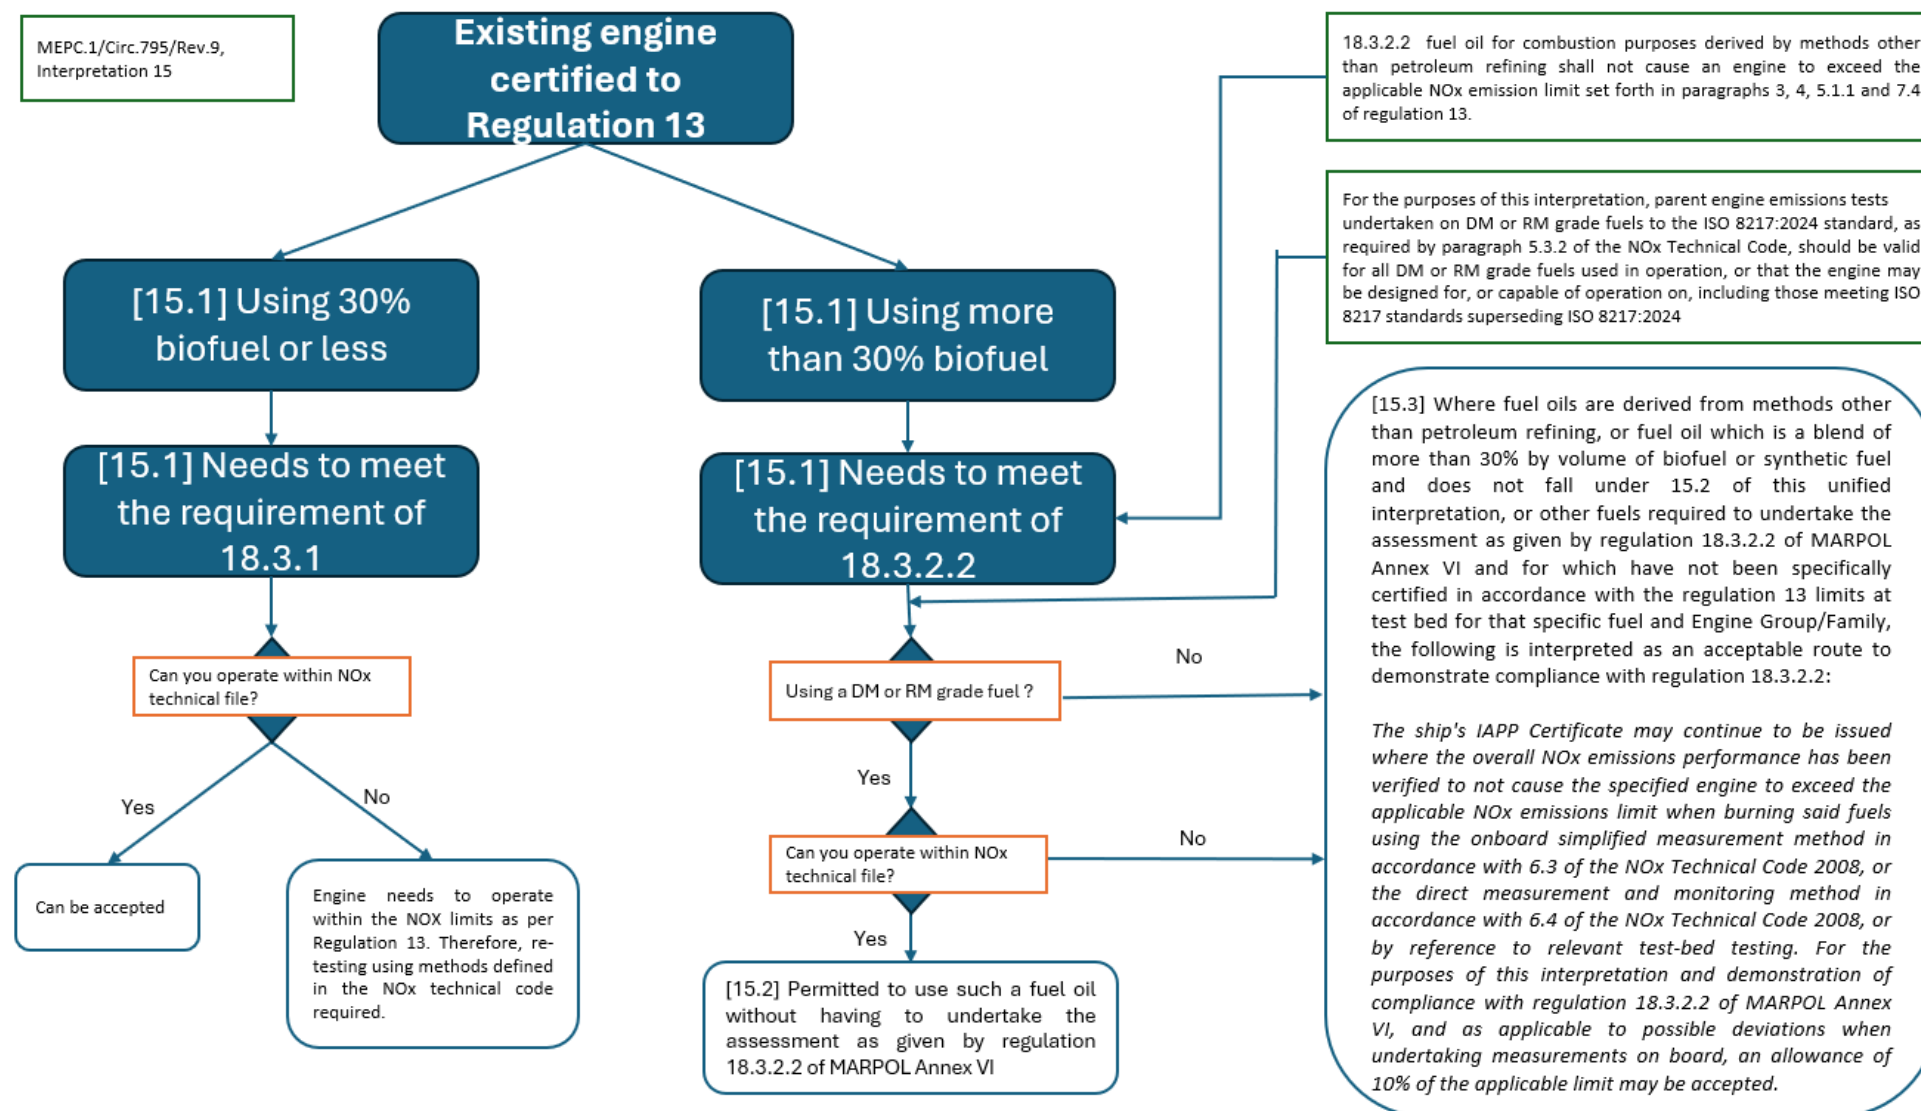 MEPC.1/Circ.795/Rev.9,
Interpretation 15
Existing engine
certified to
Regulation 13
18.3.2.2 fuel oil for combustion purposes derived by methods other
than petroleum refining shall not cause an engine to exceed the
applicable NOx emission limit set forth in paragraphs 3, 4, 5.1.1 and 7.4
of regulation 13.
For the purposes of this interpretation, parent engine emissions tests
undertaken on DM or RM grade fuels to the ISO 8217:2024 standard, as
required by paragraph 5.3.2 of the NOx Technical Code, should be valid
for all DM or RM grade fuels used in operation, or that the engine may
be designed for, or capable of operation on, including those meeting ISO
8217 standards superseding ISO 8217:2024
[15.1] Using 30%
biofuel or less
[15.1] Using more
than 30% biofuel
[15.1] Needs to meet
the requirement of
18.3.1
[15.1] Needs to meet
the requirement of
18.3.2.2
Can you operate within NOx
technical file?
Yes
No
Can be accepted
Engine needs to operate
within the NOX limits as per
Regulation 13. Therefore, re-
testing using methods defined
in the NOx technical code
required.
Using a DM or RM grade fuel ?
No
Yes
Can you operate within NOx
technical file?
No
Yes
[15.2] Permitted to use such a fuel oil
without having to undertake the
assessment as given by regulation
18.3.2.2 of MARPOL Annex VI
[15.3] Where fuel oils are derived from methods other
than petroleum refining, or fuel oil which is a blend of
more than 30% by volume of biofuel or synthetic fuel
and does not fall under 15.2 of this unified
interpretation, or other fuels required to undertake the
assessment as given by regulation 18.3.2.2 of MARPOL
Annex VI and for which have not been specifically
certified in accordance with the regulation 13 limits at
test bed for that specific fuel and Engine Group/Family,
the following is interpreted as an acceptable route to
demonstrate compliance with regulation 18.3.2.2:
The ship's IAPP Certificate may continue to be issued
where the overall NOx emissions performance has been
verified to not cause the specified engine to exceed the
applicable NOx emissions limit when burning said fuels
using the onboard simplified measurement method in
accordance with 6.3 of the NOx Technical Code 2008, or
the direct measurement and monitoring method in
accordance with 6.4 of the NOx Technical Code 2008, or
by reference to relevant test-bed testing. For the
purposes of this interpretation and demonstration of
compliance with regulation 18.3.2.2 of MARPOL Annex
VI, and as applicable to possible deviations when
undertaking measurements on board, an allowance of
10% of the applicable limit may be accepted.